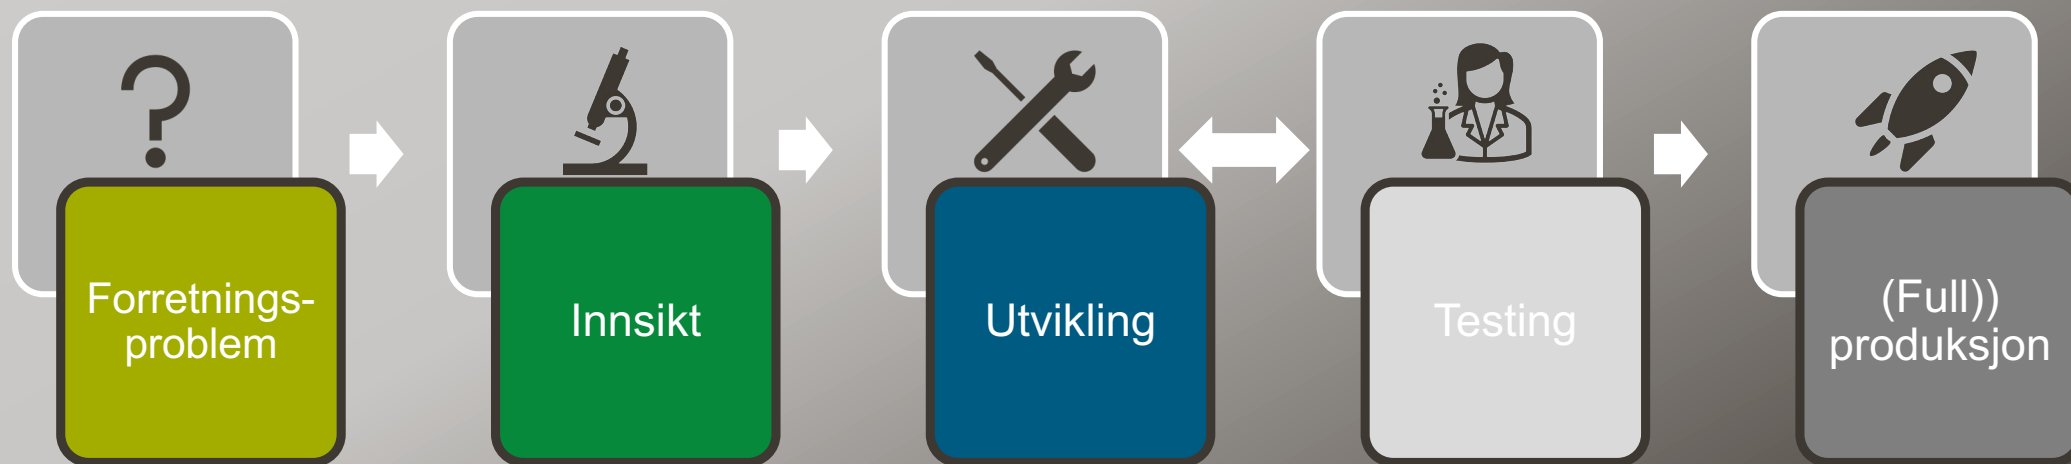 Forretnings-
problem
Innsikt
Utvikling
Testing
(Full))
produksjon